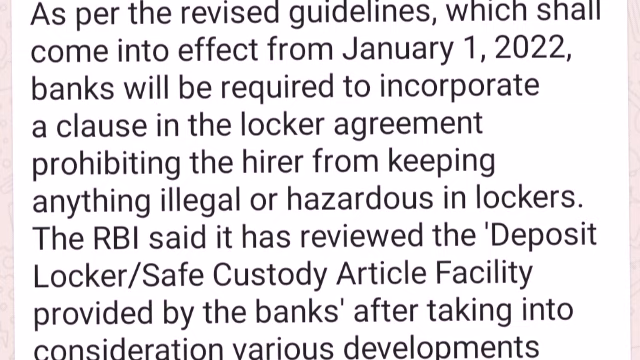 As per the revised guidelines, which shall
come into effect from January 1, 2022,
banks will be required to incorporate
a clause in the locker agreement
prohibiting the hirer from keeping
anything illegal or hazardous in lockers.
The RBI said it has reviewed the 'Deposit
Locker/Safe Custody Article Facility
provided by the banks' after taking into
consideration various developments